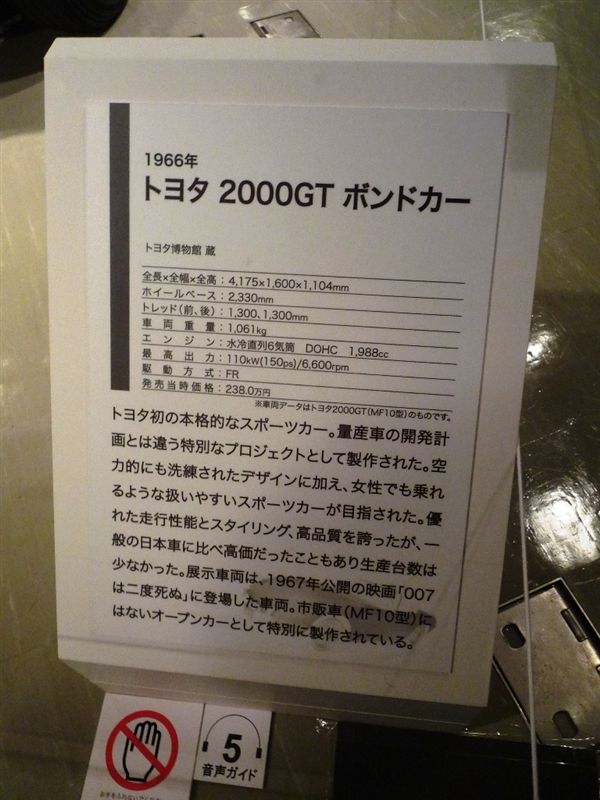 1966年
トヨタ 2000GT ボンドカー
トヨタ博物館 蔵
全長×全幅×全高：4,175×1,600×1,104mm
ホイールベース：2,330mm
トレッド（前、後）：1,300、1,300mm
車両重量：1,061kg
エンジン：水冷直列6気筒 DOHC 1,988cc
最高出力：110kW(150ps)/6,600rpm
駆動方式：FR
発売当時価格：238.0万円
※車両データはトヨタ2000GT（MF10型）のものです。
トヨタ初の本格的なスポーツカー。量産車の開発計
画とは違う特別なプロジェクトとして製作された。空
力的にも洗練されたデザインに加え、女性でも乗れ
るような扱いやすいスポーツカーが目指された。優
れた走行性能とスタイリング、高品質を誇ったが、一
般の日本車に比べ高価だったこともあり生産台数は
少なかった。展示車両は、1967年公開の映画「007
は二度死ぬ」に登場した車両。市販車（MF10型）に
はないオープンカーとして特別に製作されている。
5
音声ガイド
お手をふれないでください